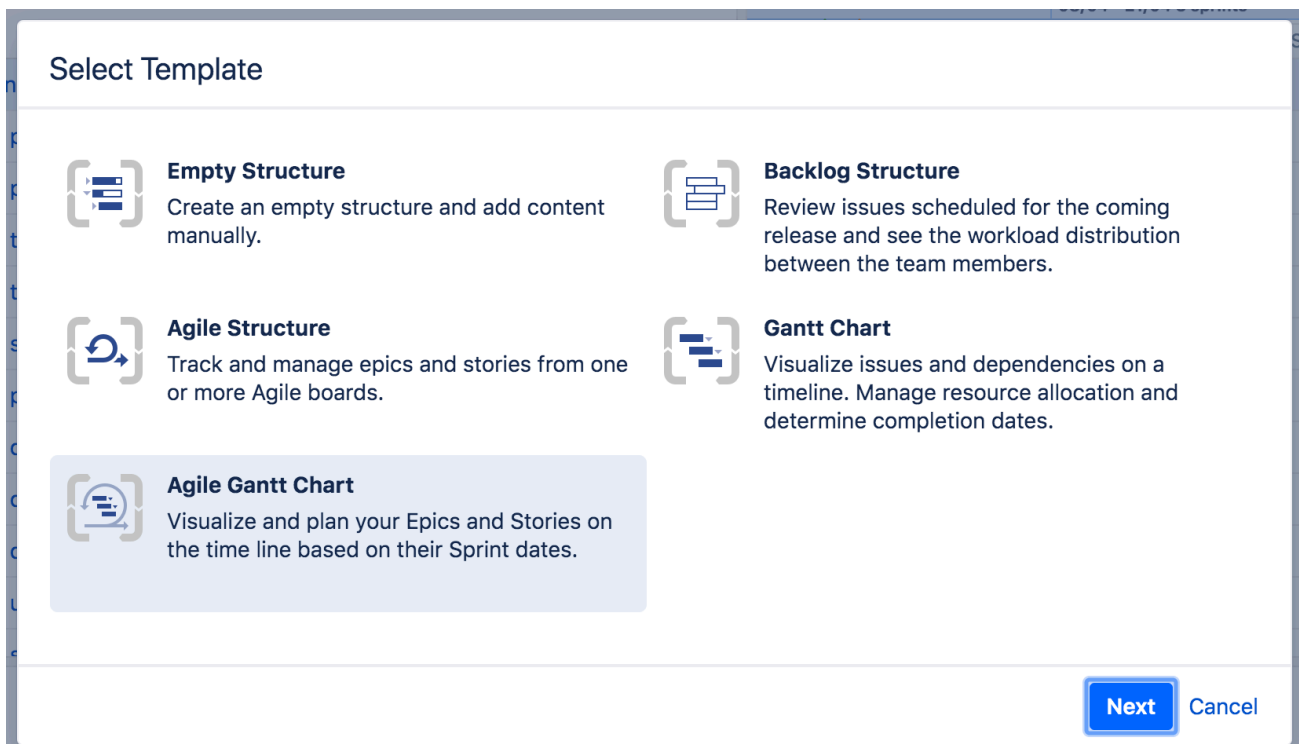 Select Template
Empty Structure
Create an empty structure and add content
manually.
Backlog Structure
Review issues scheduled for the coming
release and see the workload distribution
between the team members.
Agile Structure
Track and manage epics and stories from one
or more Agile boards.
Gantt Chart
Visualize issues and dependencies on a
timeline. Manage resource allocation and
determine completion dates.
Agile Gantt Chart
Visualize and plan your Epics and Stories on
the time line based on their Sprint dates.
Next
Cancel